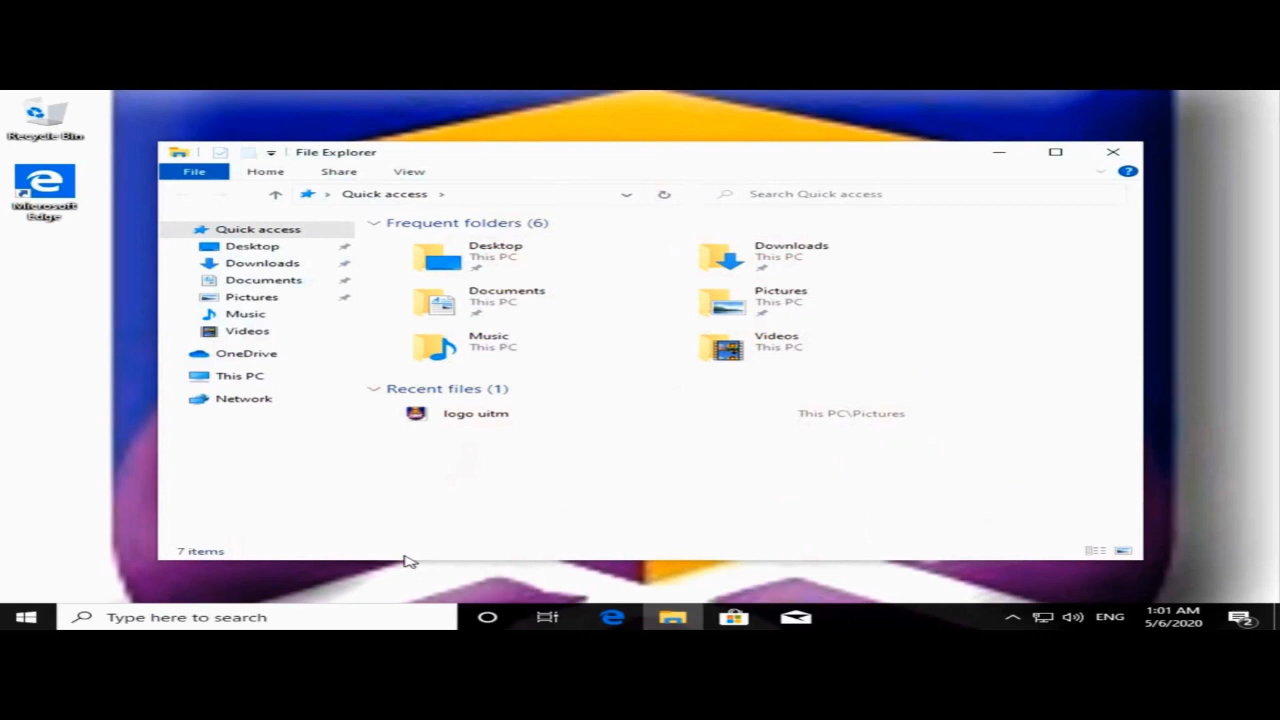 Recycle Bin
Microsoft
Edge
File Explorer
File Home Share View
Quick access
Search Quick access
Quick access
Desktop
Downloads
Documents
Pictures
Music
Videos
OneDrive
This PC
Network
Frequent folders (6)
Desktop
This PC
Downloads
This PC
Documents
This PC
Pictures
This PC
Music
This PC
Videos
This PC
Recent files (1)
logo uitm This PC\Pictures
7 items
Type here to search
ENG
1:01 AM
5/6/2020
2